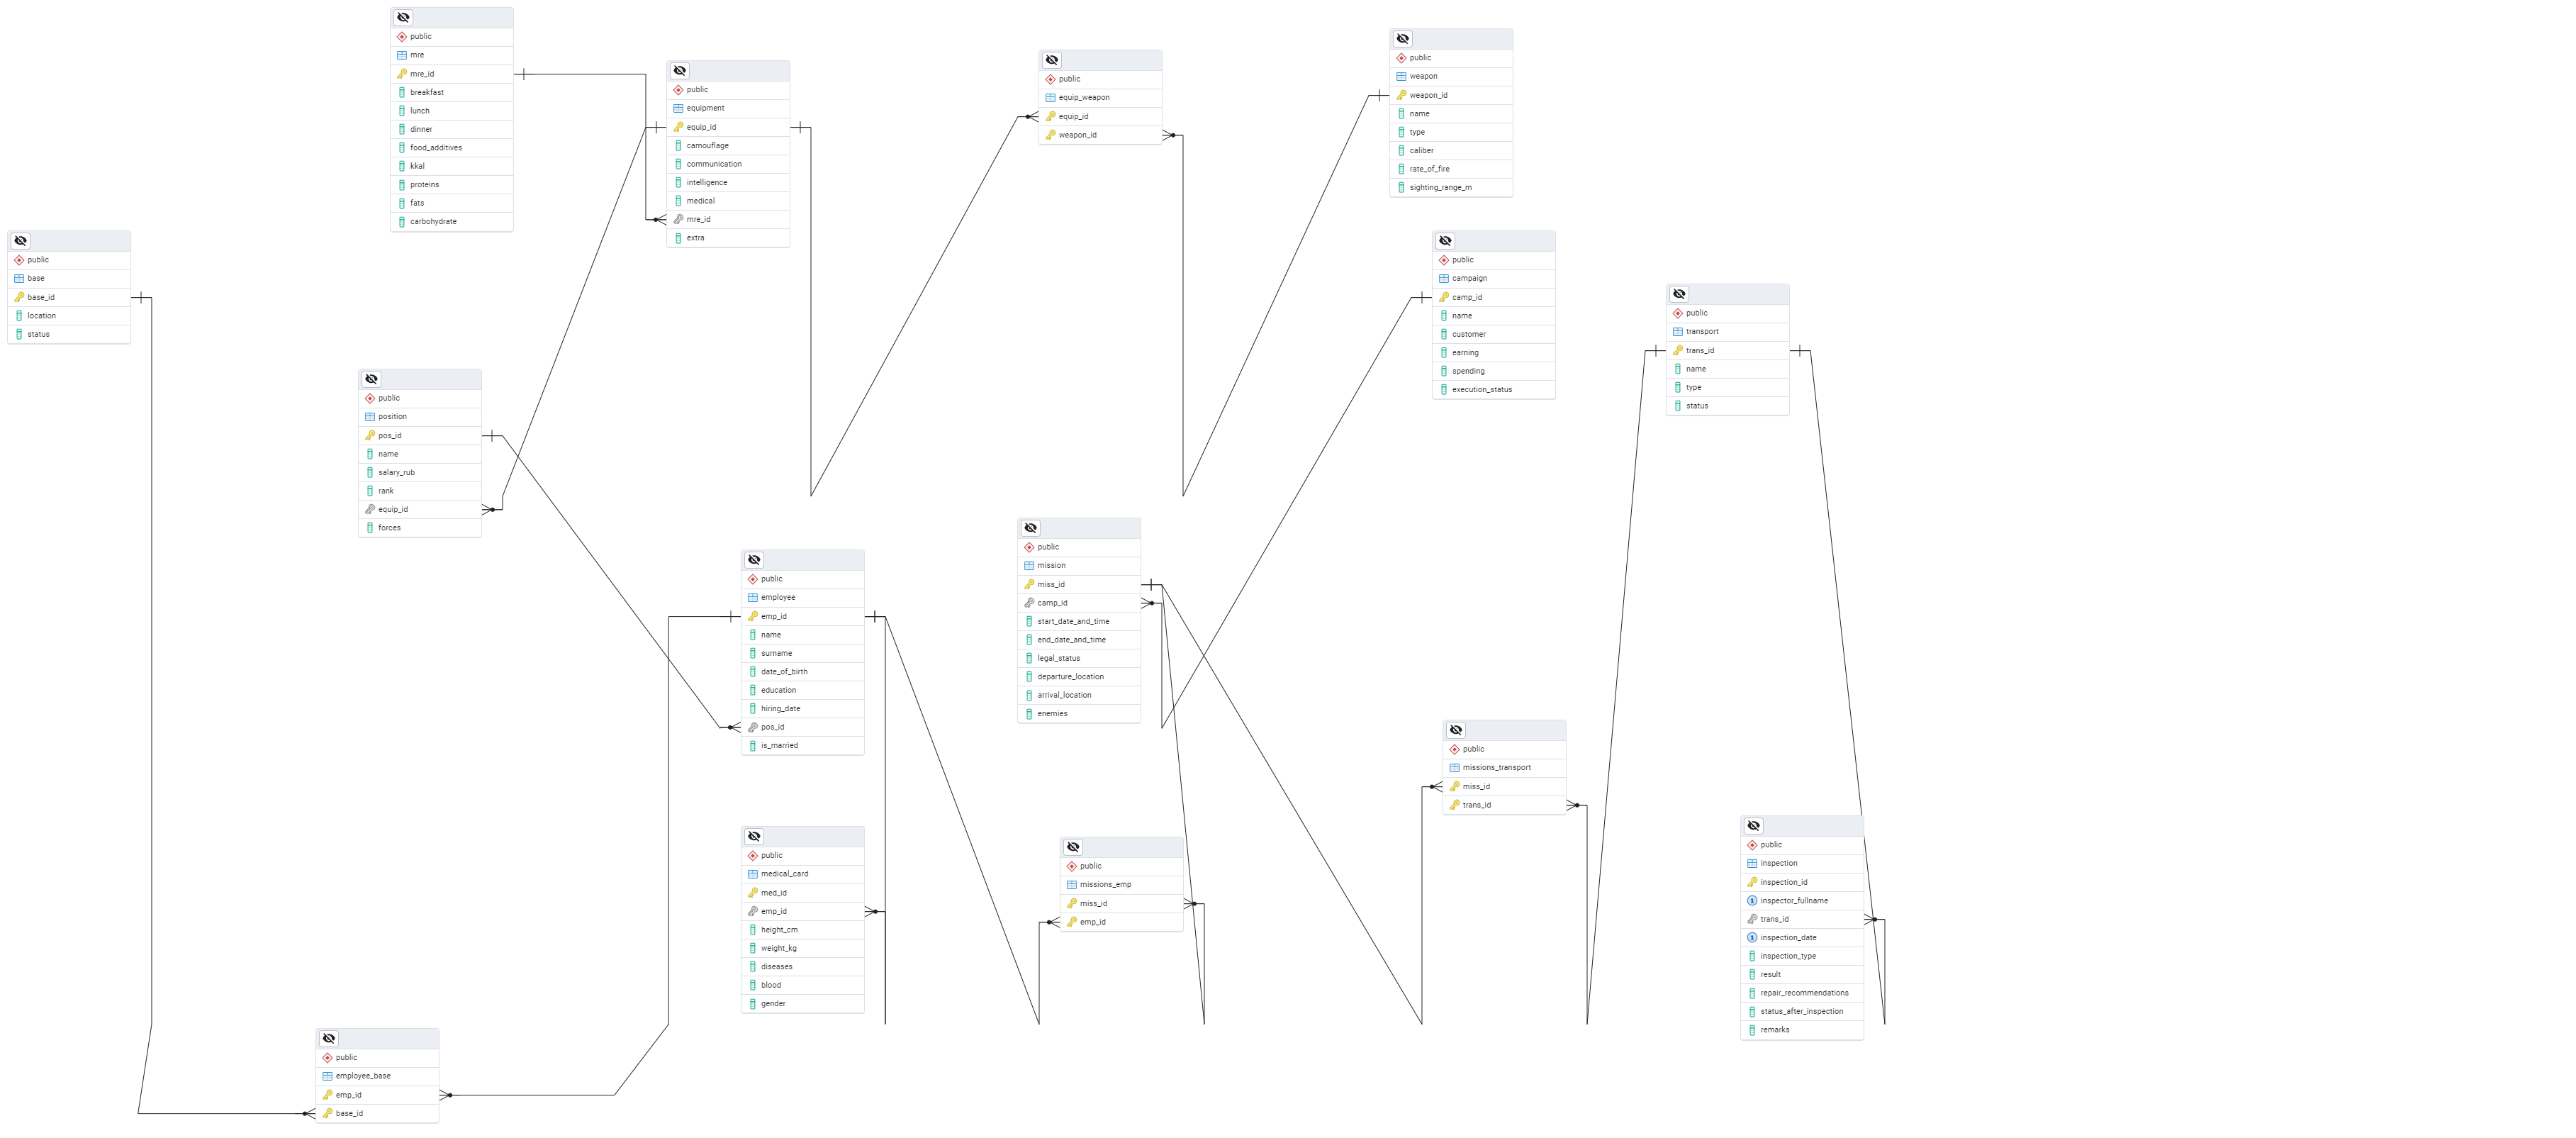 public
mre
mre_id
breakfast
lunch
dinner
food_additives
kkal
proteins
fats
carbohydrate
public
equipment
equip_id
camouflage
communication
intelligence
medical
mre_id
extra
public
equip_weapon
equip_id
weapon_id
public
weapon
weapon_id
name
type
caliber
rate_of_fire
sighting_range_m
public
base
base_id
location
status
public
campaign
camp_id
name
customer
earning
spending
execution_status
public
transport
trans_id
name
type
status
public
position
pos_id
name
salary_rub
rank
equip_id
forces
public
employee
emp_id
name
surname
date_of_birth
education
hiring_date
pos_id
is_married
public
mission
miss_id
camp_id
start_date_and_time
end_date_and_time
legal_status
departure_location
arrival_location
enemies
public
missions_transport
miss_id
trans_id
public
medical_card
med_id
emp_id
height_cm
weight_kg
diseases
blood
gender
public
missions_emp
miss_id
emp_id
public
inspection
inspection_id
inspector_fullname
trans_id
inspection_date
inspection_type
result
repair_recommendations
status_after_inspection
remarks
public
employee_base
emp_id
base_id